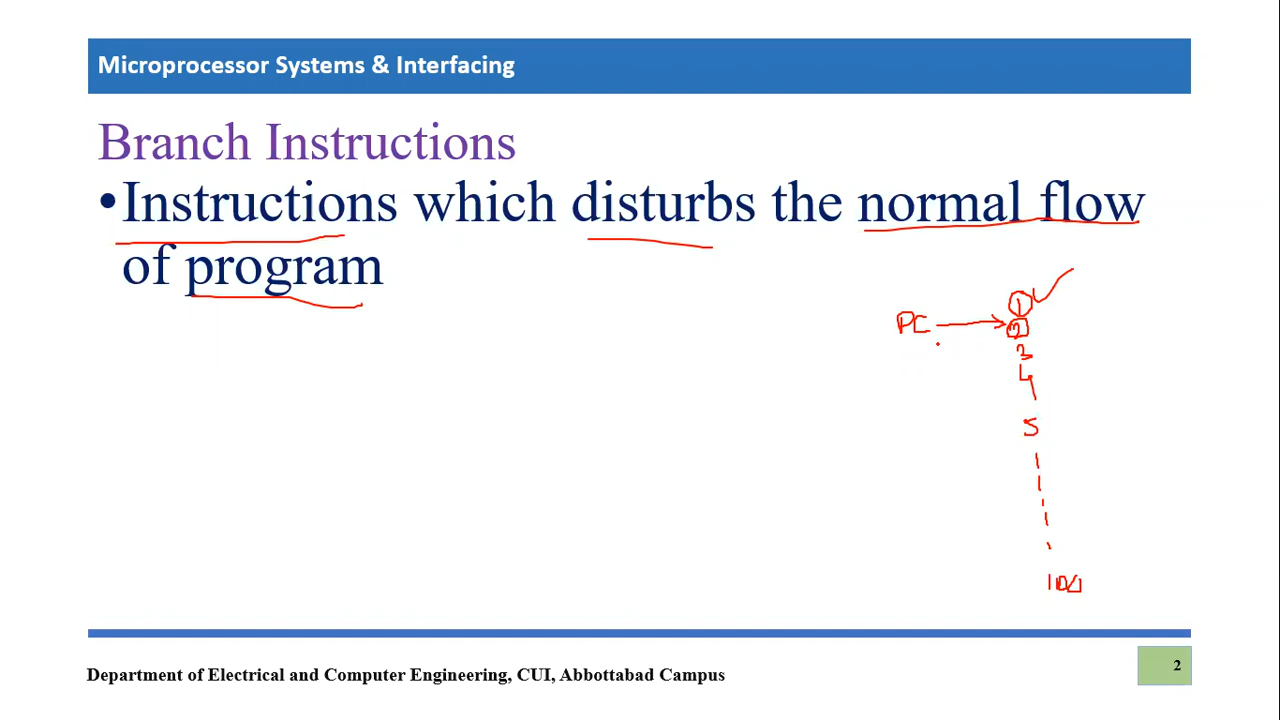 Microprocessor Systems & Interfacing
Branch Instructions
•Instructions which disturbs the normal flow
of program
1
PC
2
3
4
5
100
Department of Electrical and Computer Engineering, CUI, Abbottabad Campus
2